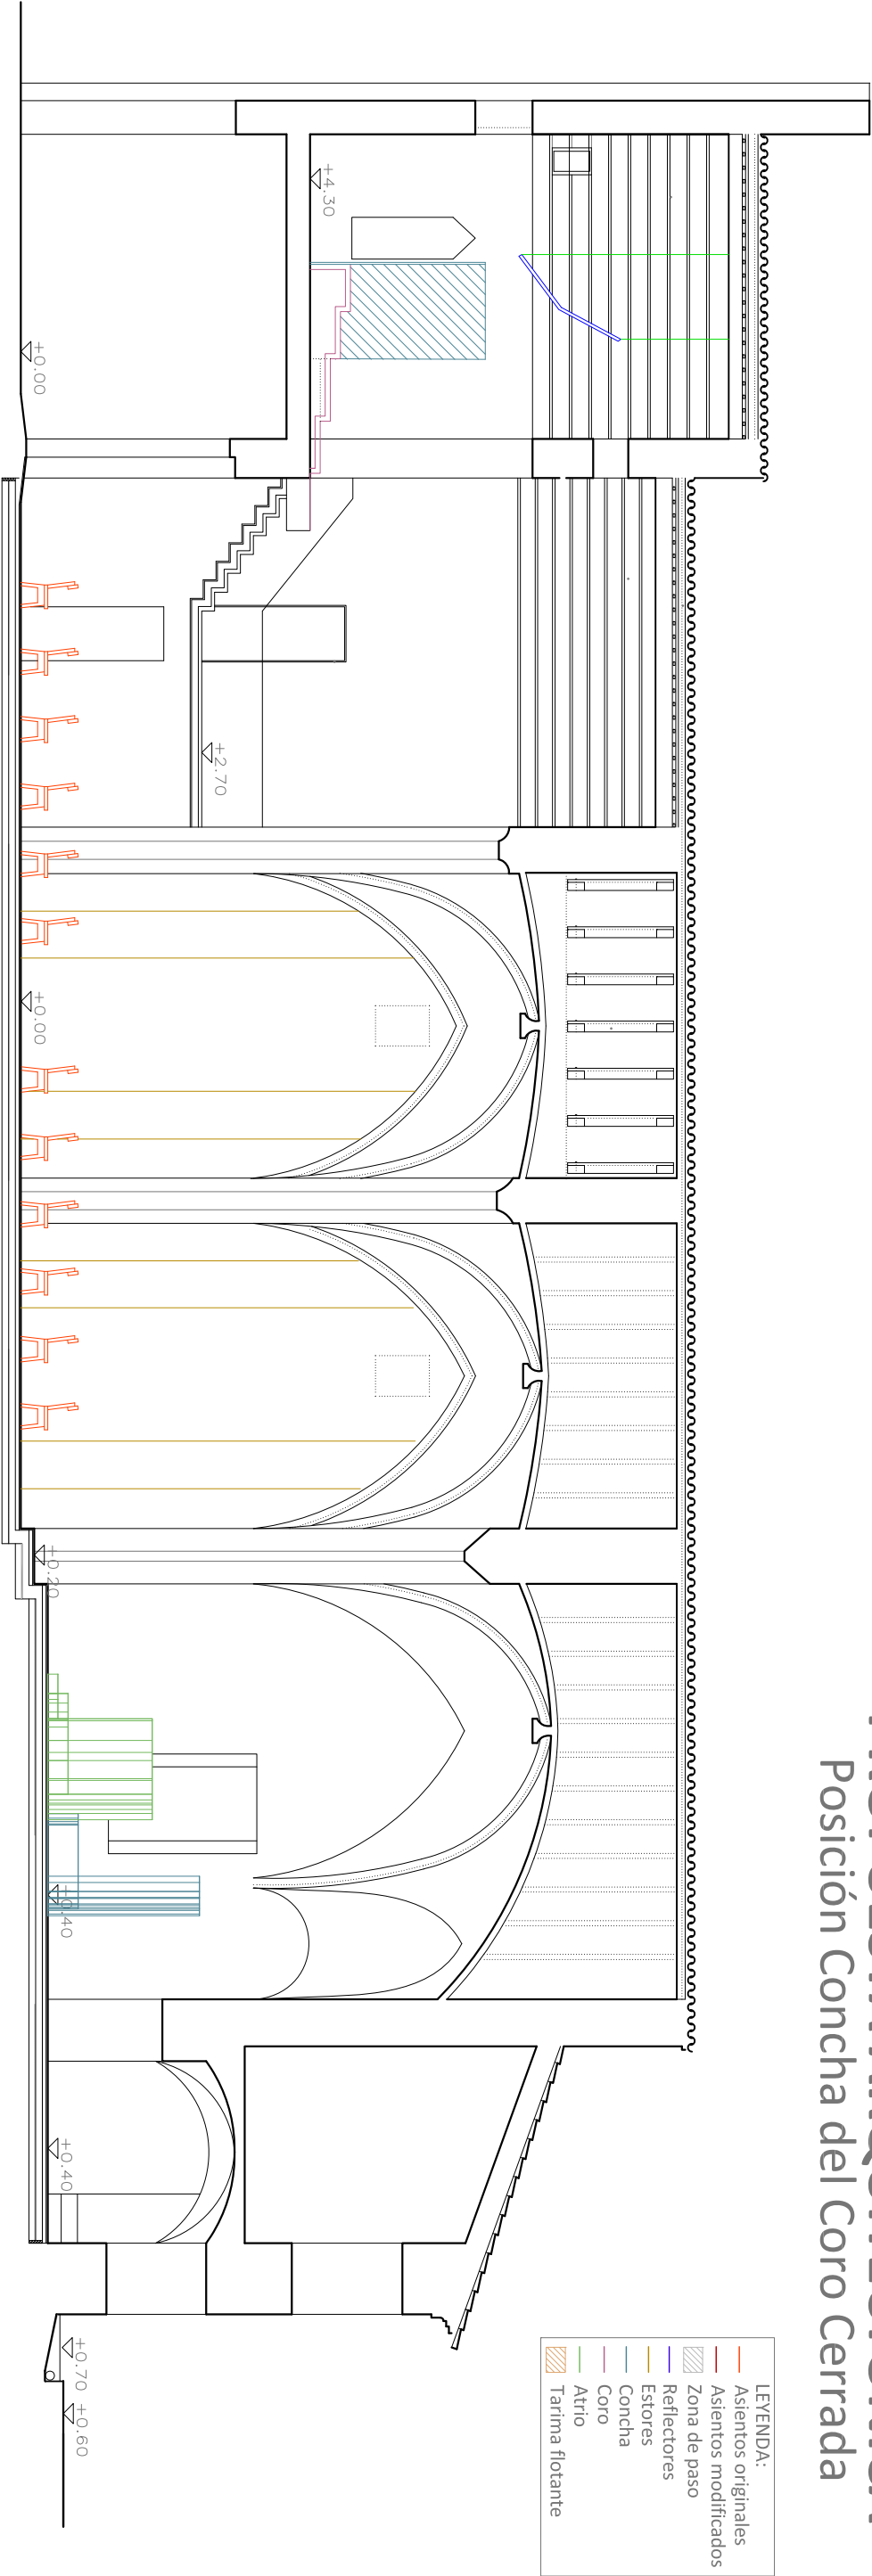 Posición Concha del Coro Cerrada
+4.30
+0.00
+2.70
+0.00
+0.20
+0.40
+0.40
+0.70
+0.60
LEYENDA:
Asientos originales
Asientos modificados
Zona de paso
Reflectores
Estores
Concha
Coro
Atrio
Tarima flotante